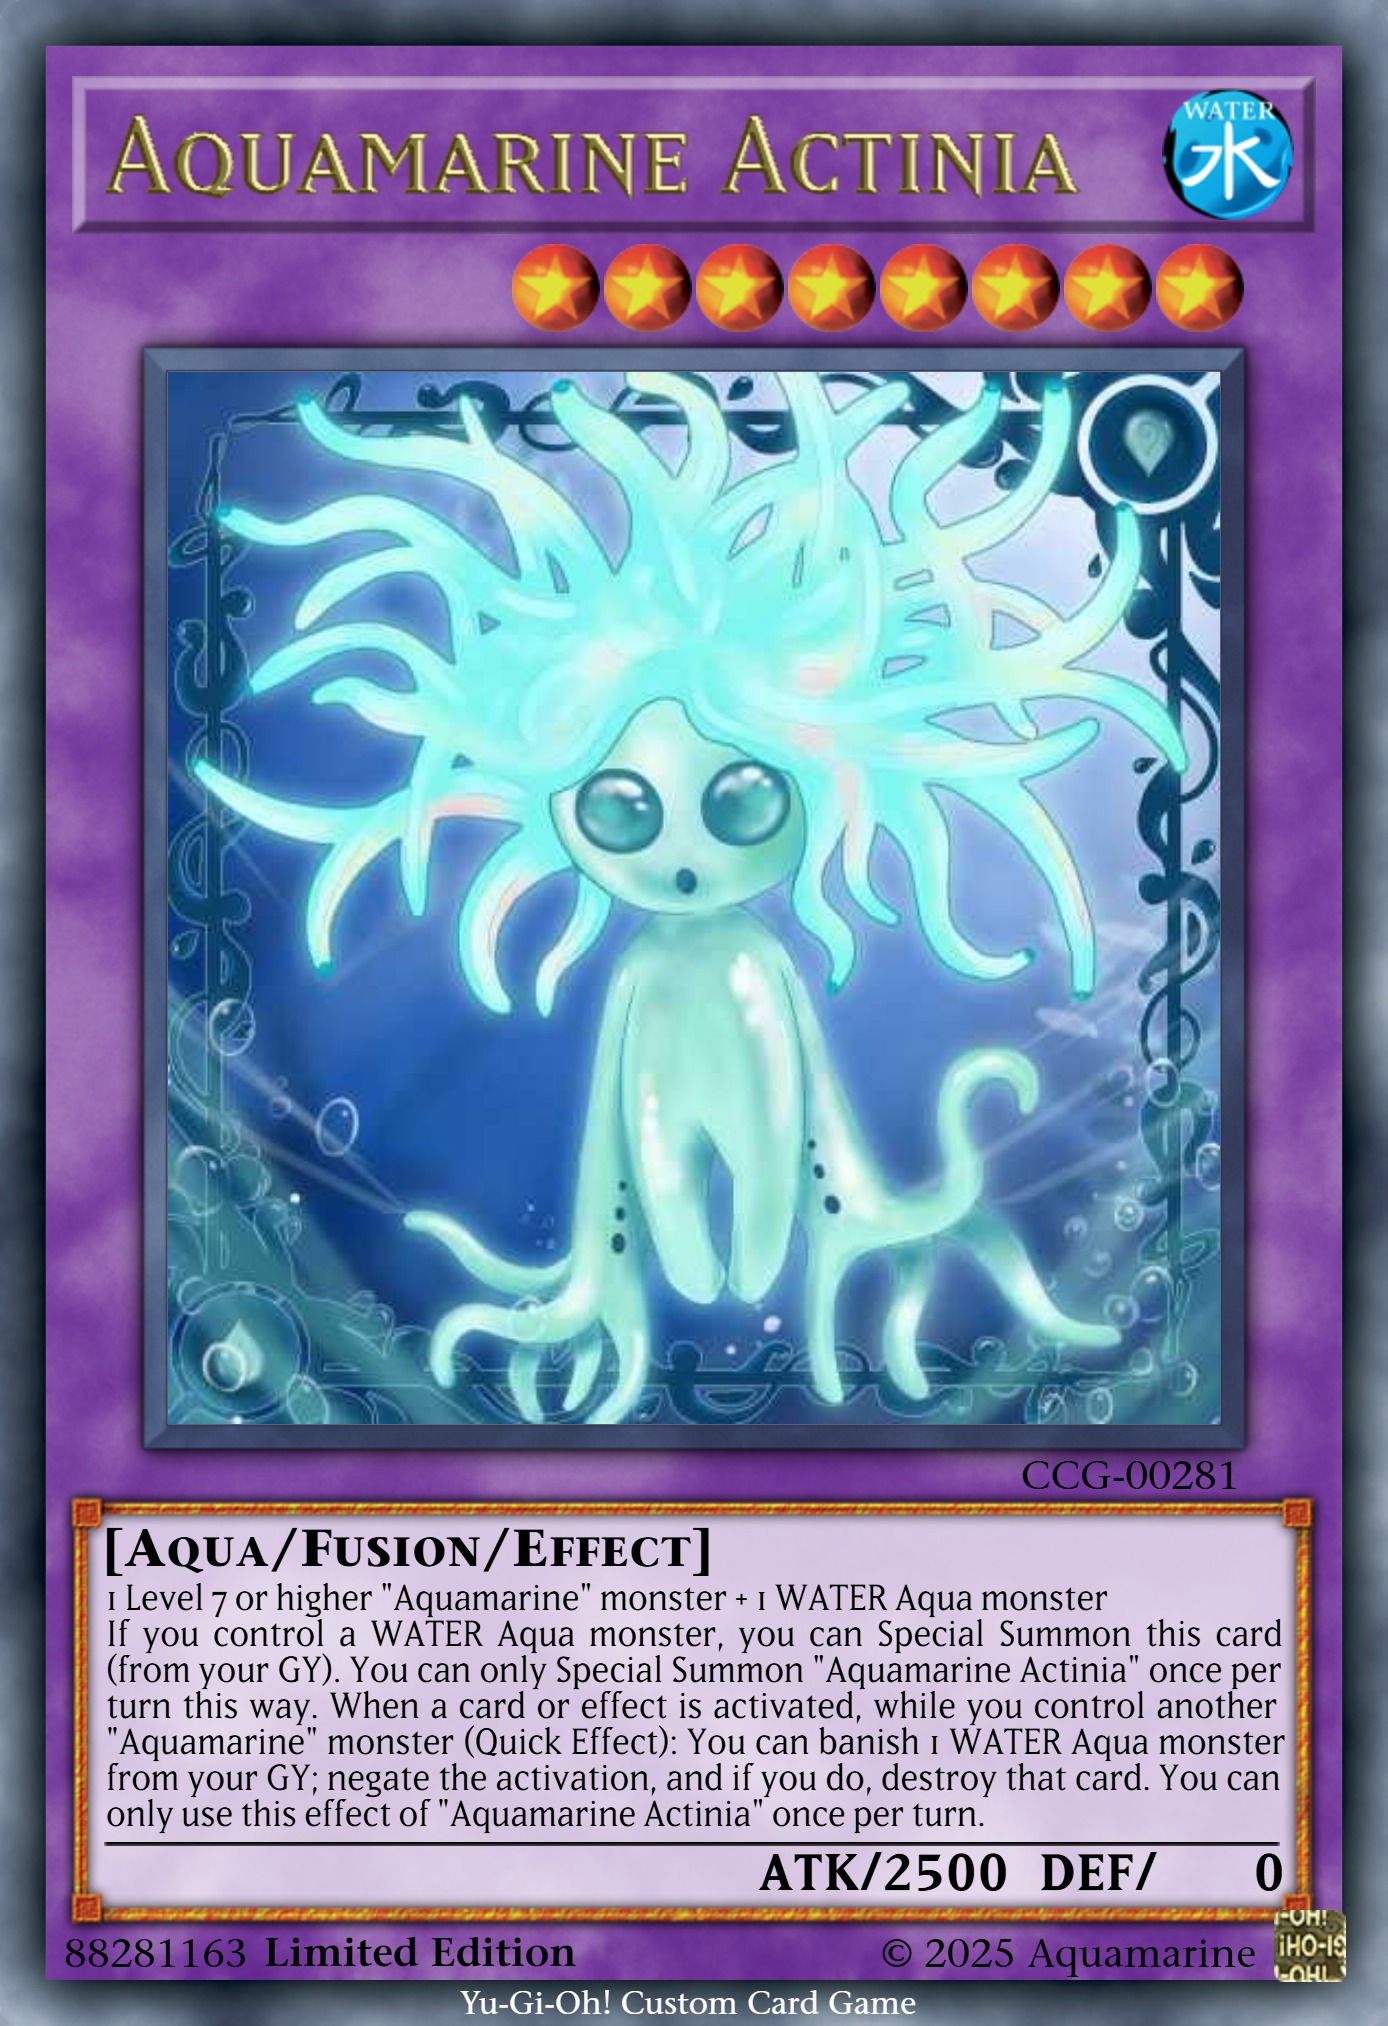 Aquamarine Actinia
WATER
水
CCG-00281
[Aqua/Fusion/Effect]
1 Level 7 or higher "Aquamarine" monster + 1 WATER Aqua monster
If you control a WATER Aqua monster, you can Special Summon this card
(from your GY). You can only Special Summon "Aquamarine Actinia" once per
turn this way. When a card or effect is activated, while you control another
"Aquamarine" monster (Quick Effect): You can banish 1 WATER Aqua monster
from your GY; negate the activation, and if you do, destroy that card. You can
only use this effect of "Aquamarine Actinia" once per turn.
ATK/2500 DEF/ 0
88281163 Limited Edition
© 2025 Aquamarine
Yu-Gi-Oh! Custom Card Game